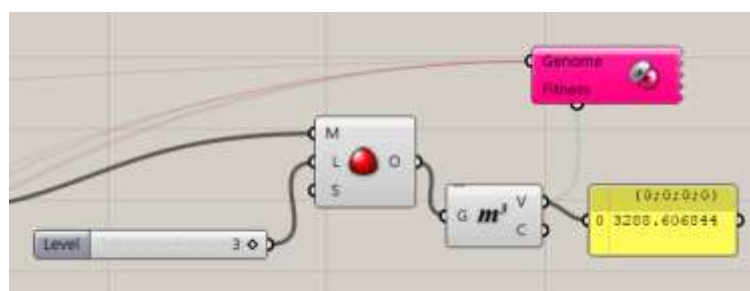 Genome
Fitness
M
L O
S
V
G m³
C
{0;0;0;0}
0 3288.606844
Level 3